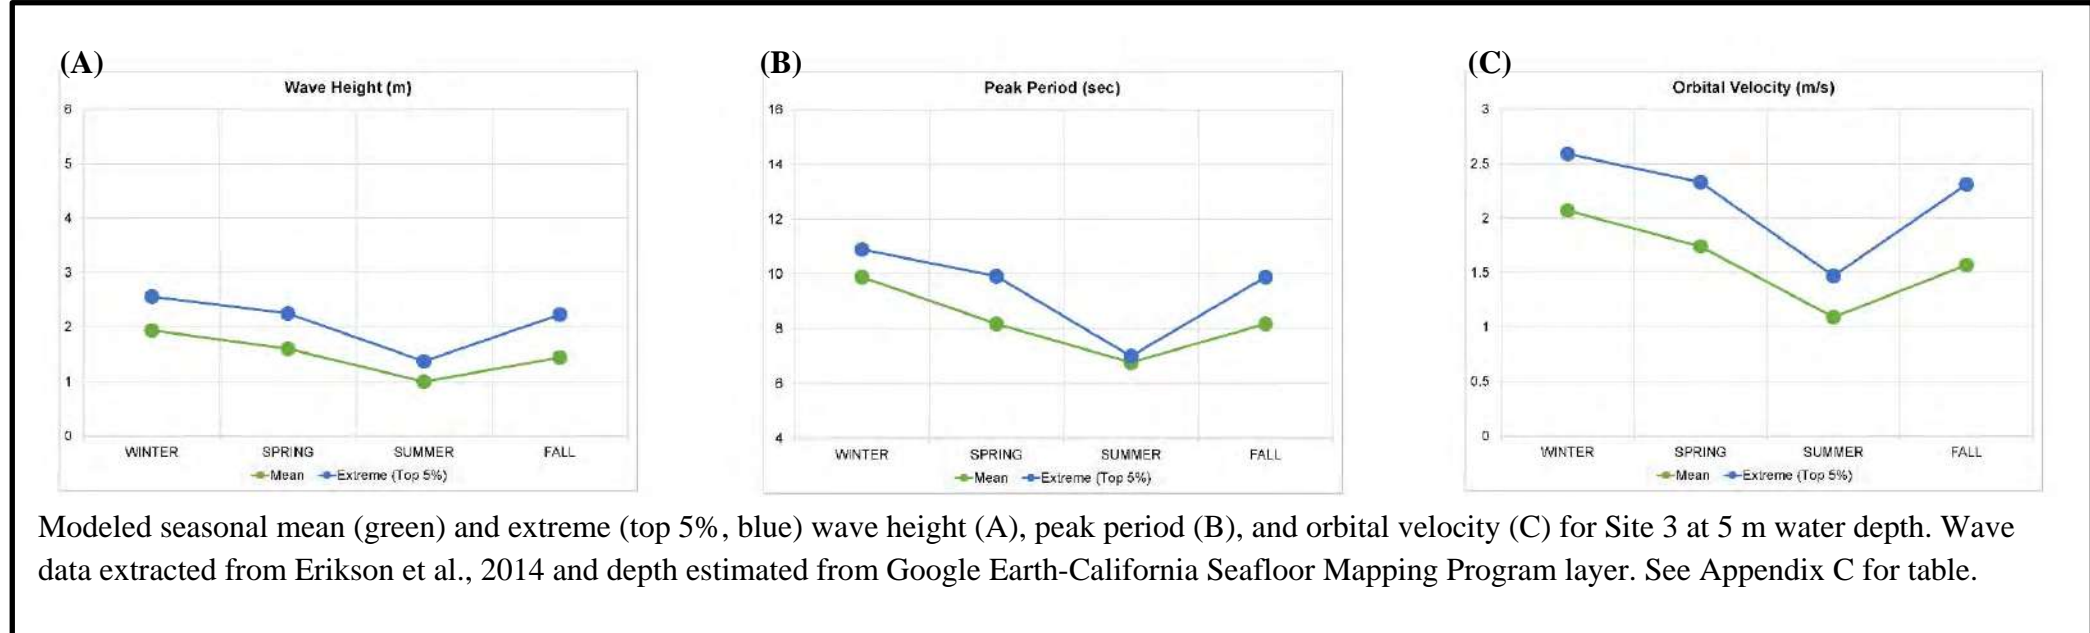 (A)
Wave Height (m)
6
5
4
3
2
1
0
WINTER SPRING SUMMER FALL
Mean Extreme (Top 5%)
(B)
Peak Period (sec)
16
14
12
10
8
6
4
WINTER SPRING SUMMER FALL
Mean Extreme (Top 5%)
(C)
Orbital Velocity (m/s)
3
2.5
2
1.5
1
0.5
0
WINTER SPRING SUMMER FALL
Mean Extreme (Top 5%)
Modeled seasonal mean (green) and extreme (top 5%, blue) wave height (A), peak period (B), and orbital velocity (C) for Site 3 at 5 m water depth. Wave
data extracted from Erikson et al., 2014 and depth estimated from Google Earth-California Seafloor Mapping Program layer. See Appendix C for table.